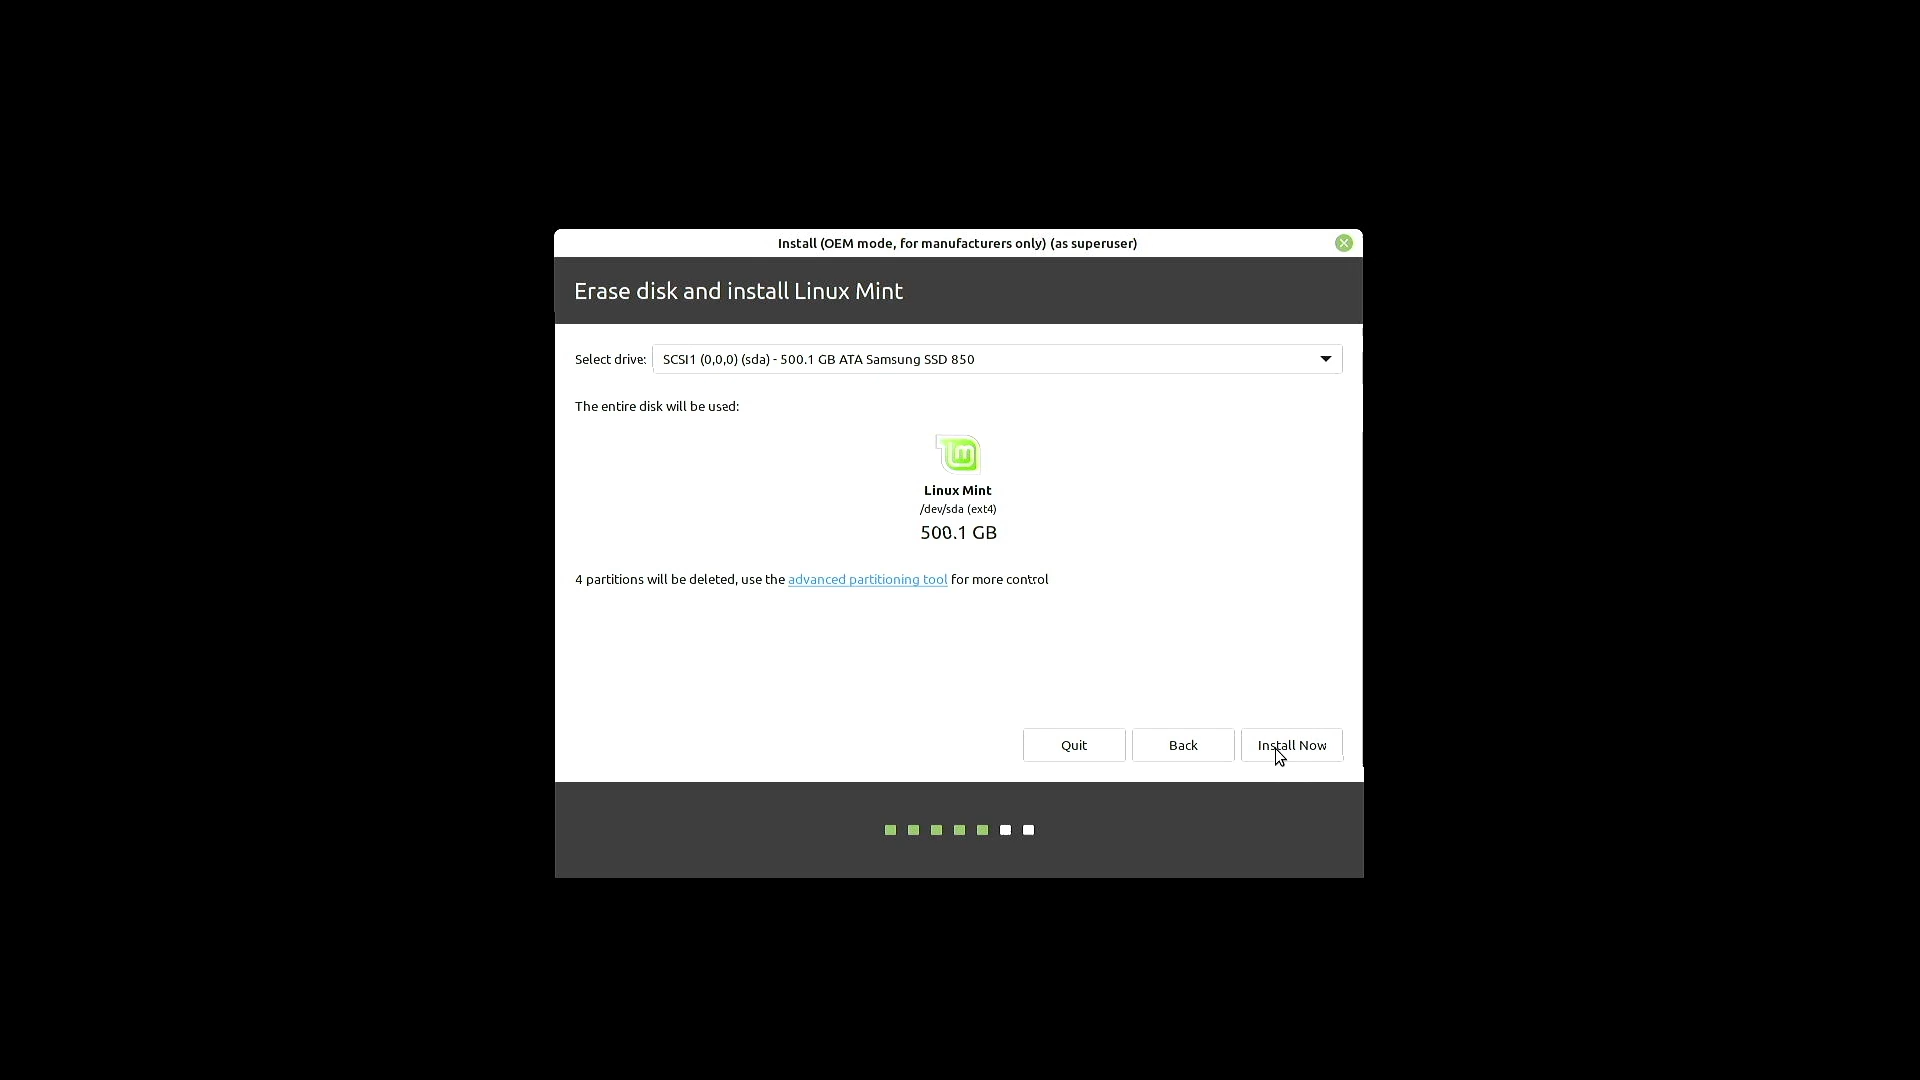 Install (OEM mode, for manufacturers only) (as superuser)
Erase disk and install Linux Mint
Select drive: SCSI1 (0,0,0) (sda) - 500.1 GB ATA Samsung SSD 850
The entire disk will be used:
Linux Mint
/dev/sda (ext4)
500.1 GB
4 partitions will be deleted, use the advanced partitioning tool for more control
Quit Back Install Now